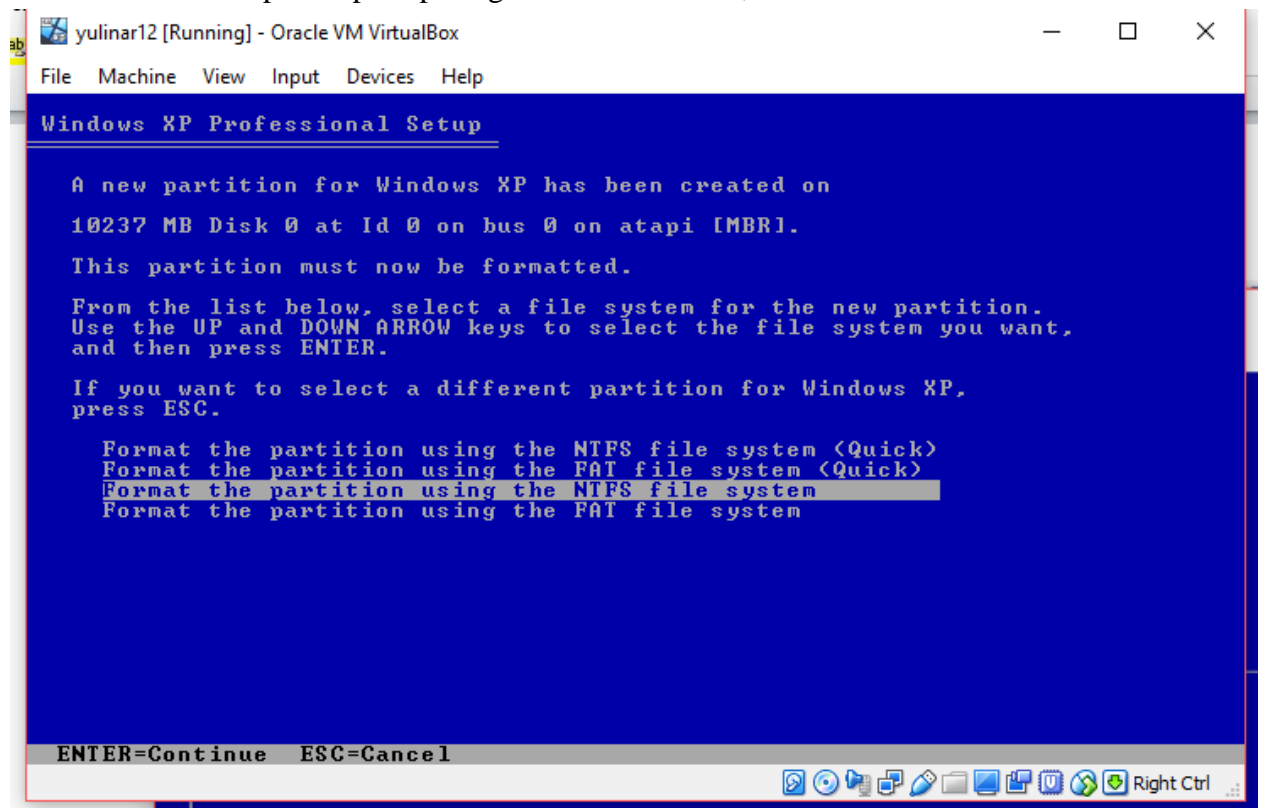 yulinar12 [Running] - Oracle VM VirtualBox
File Machine View Input Devices Help
Windows XP Professional Setup
A new partition for Windows XP has been created on
10237 MB Disk 0 at Id 0 on bus 0 on atapi [MBR].
This partition must now be formatted.
From the list below, select a file system for the new partition.
Use the UP and DOWN ARROW keys to select the file system you want,
and then press ENTER.
If you want to select a different partition for Windows XP,
press ESC.
Format the partition using the NTFS file system (Quick)
Format the partition using the FAT file system (Quick)
Format the partition using the NTFS file system
Format the partition using the FAT file system
ENTER=Continue ESC=Cancel
Right Ctrl